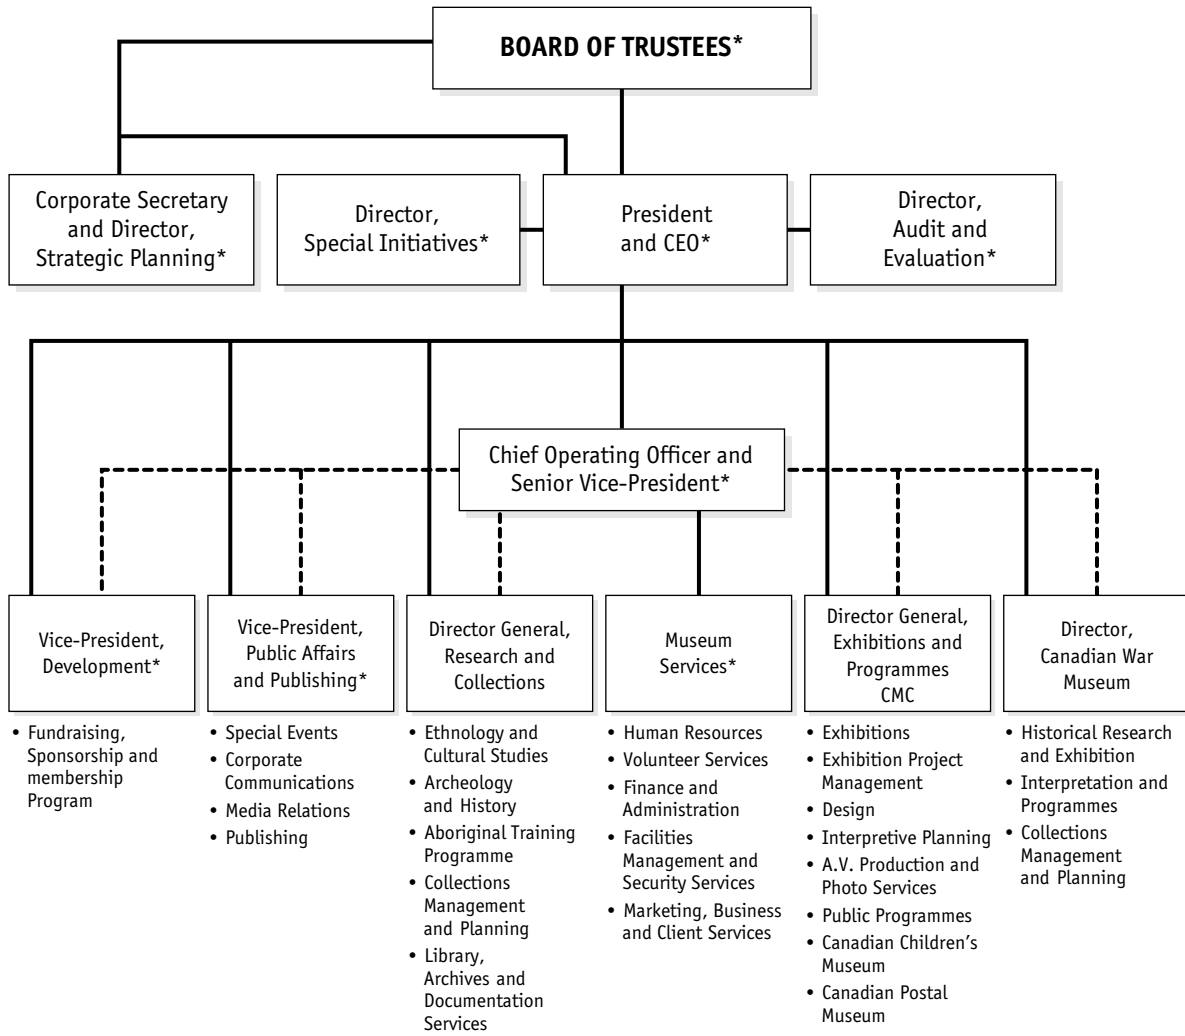 BOARD OF TRUSTEES*
Corporate Secretary
and Director,
Strategic Planning*
Director,
Special Initiatives*
President
and CEO*
Director,
Audit and
Evaluation*
Chief Operating Officer and
Senior Vice-President*
Vice-President,
Development*
• Fundraising,
Sponsorship and
membership
Program
Vice-President,
Public Affairs
and Publishing*
• Special Events
• Corporate
Communications
• Media Relations
• Publishing
Director General,
Research and
Collections
• Ethnology and
Cultural Studies
• Archeology
and History
• Aboriginal Training
Programme
• Collections
Management
and Planning
• Library,
Archives and
Documentation
Services
Museum
Services*
• Human Resources
• Volunteer Services
• Finance and
Administration
• Facilities
Management and
Security Services
• Marketing, Business
and Client Services
Director General,
Exhibitions and
Programmes
CMC
• Exhibitions
• Exhibition Project
Management
• Design
• Interpretive Planning
• A.V. Production and
Photo Services
• Public Programmes
• Canadian Children's
Museum
• Canadian Postal
Museum
Director,
Canadian War
Museum
• Historical Research
and Exhibition
• Interpretation and
Programmes
• Collections
Management
and Planning